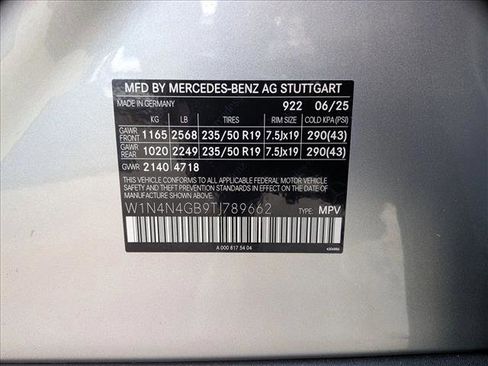 MFD BY MERCEDES-BENZ AG STUTTGART
MADE IN GERMANY 922 06/25
KG LB TIRES RIM SIZE COLD KPA(PSI)
GAWR FRONT 1165 2568 235/50 R19 7.5Jx19 290(43)
GAWR REAR 1020 2249 235/50 R19 7.5Jx19 290(43)
GVWR 2140 4718
THIS VEHICLE CONFORMS TO ALL APPLICABLE FEDERAL MOTOR VEHICLE
SAFETY AND THEFT PREVENTION STANDARDS IN EFFECT ON THE DATE
OF MANUFACTURE SHOWN ABOVE.
W1N4N4GB9TJ789662 TYPE: MPV
A 000 817 54 04